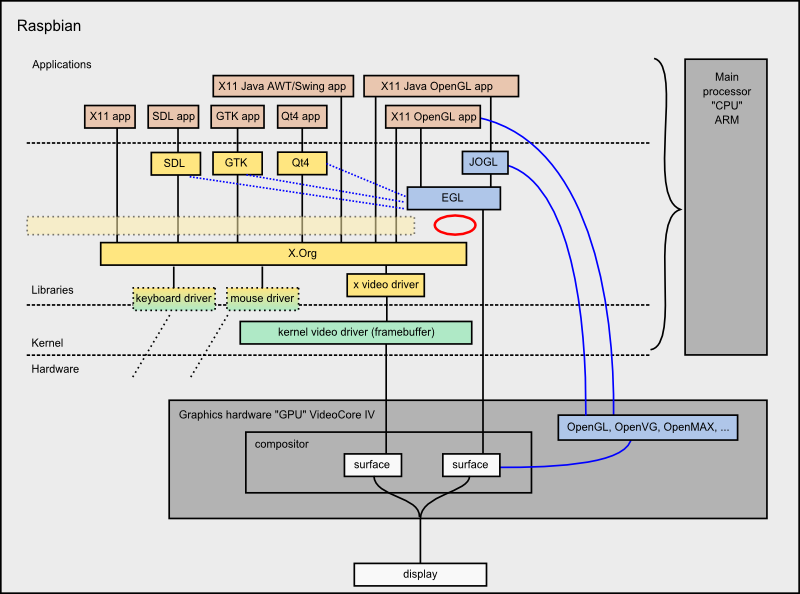 Raspbian
Applications
X11 Java AWT/Swing app
X11 Java OpenGL app
Main
processor
"CPU"
ARM
X11 app
SDL app
GTK app
Qt4 app
X11 OpenGL app
SDL
GTK
Qt4
JOGL
EGL
X.Org
Libraries
keyboard driver
mouse driver
x video driver
kernel video driver (framebuffer)
Kernel
Hardware
Graphics hardware "GPU" VideoCore IV
OpenGL, OpenVG, OpenMAX, ...
compositor
surface
surface
display